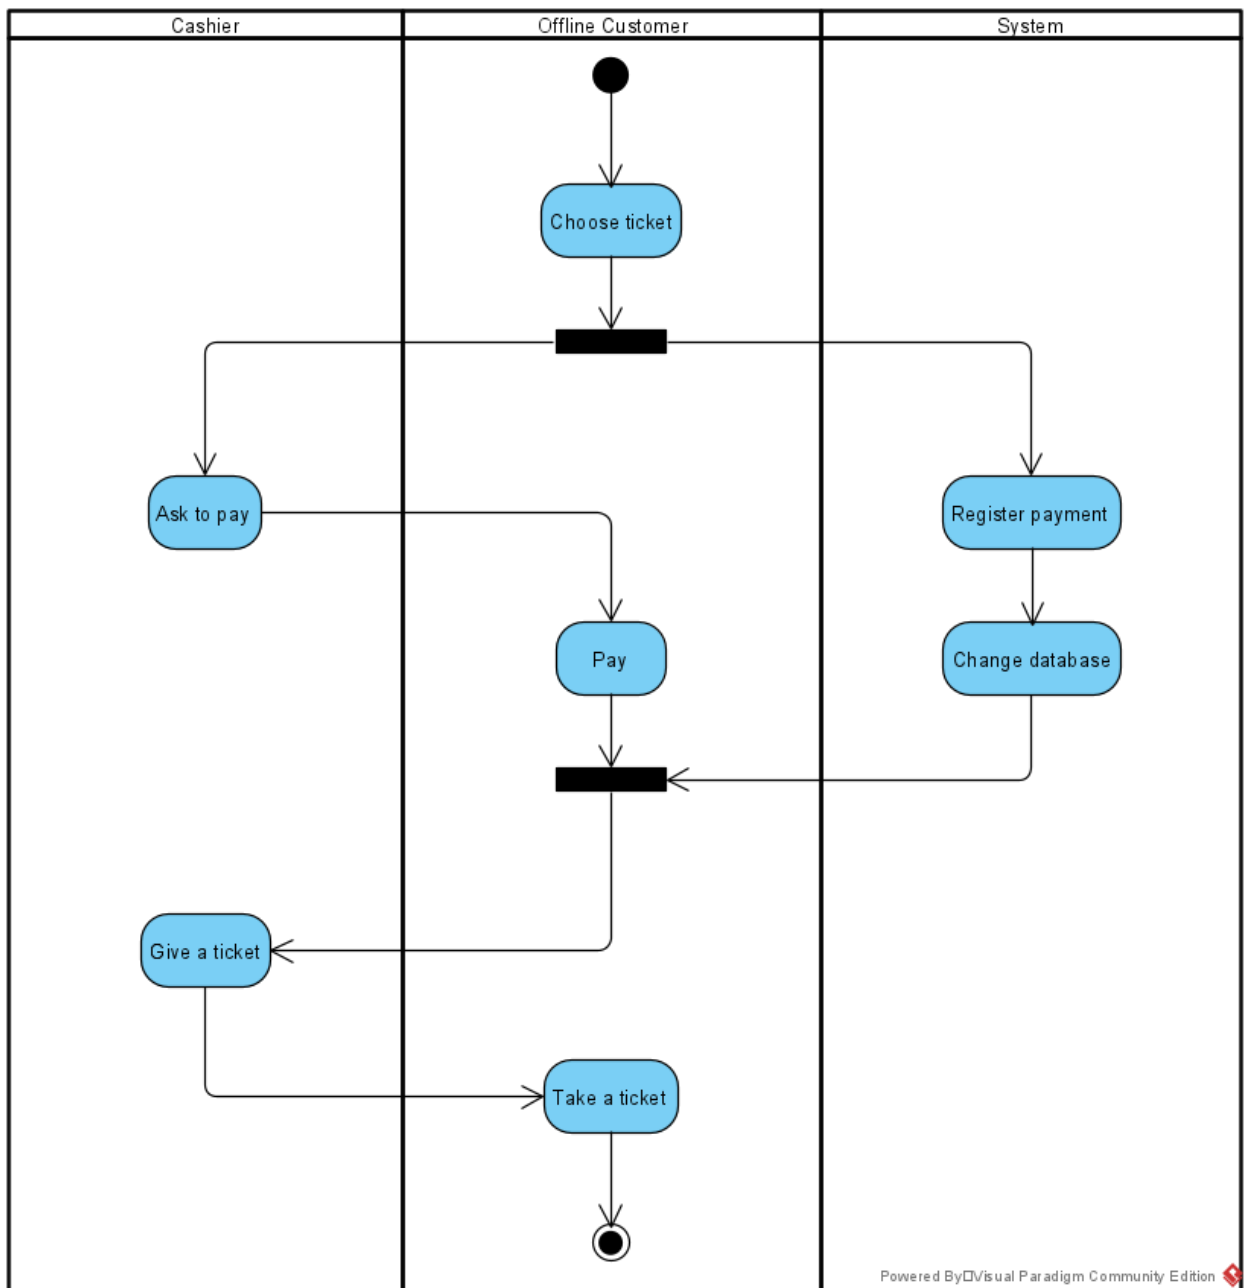 Cashier
Offline Customer
System
Choose ticket
Ask to pay
Register payment
Pay
Change database
Give a ticket
Take a ticket
Powered By□Visual Paradigm Community Edition